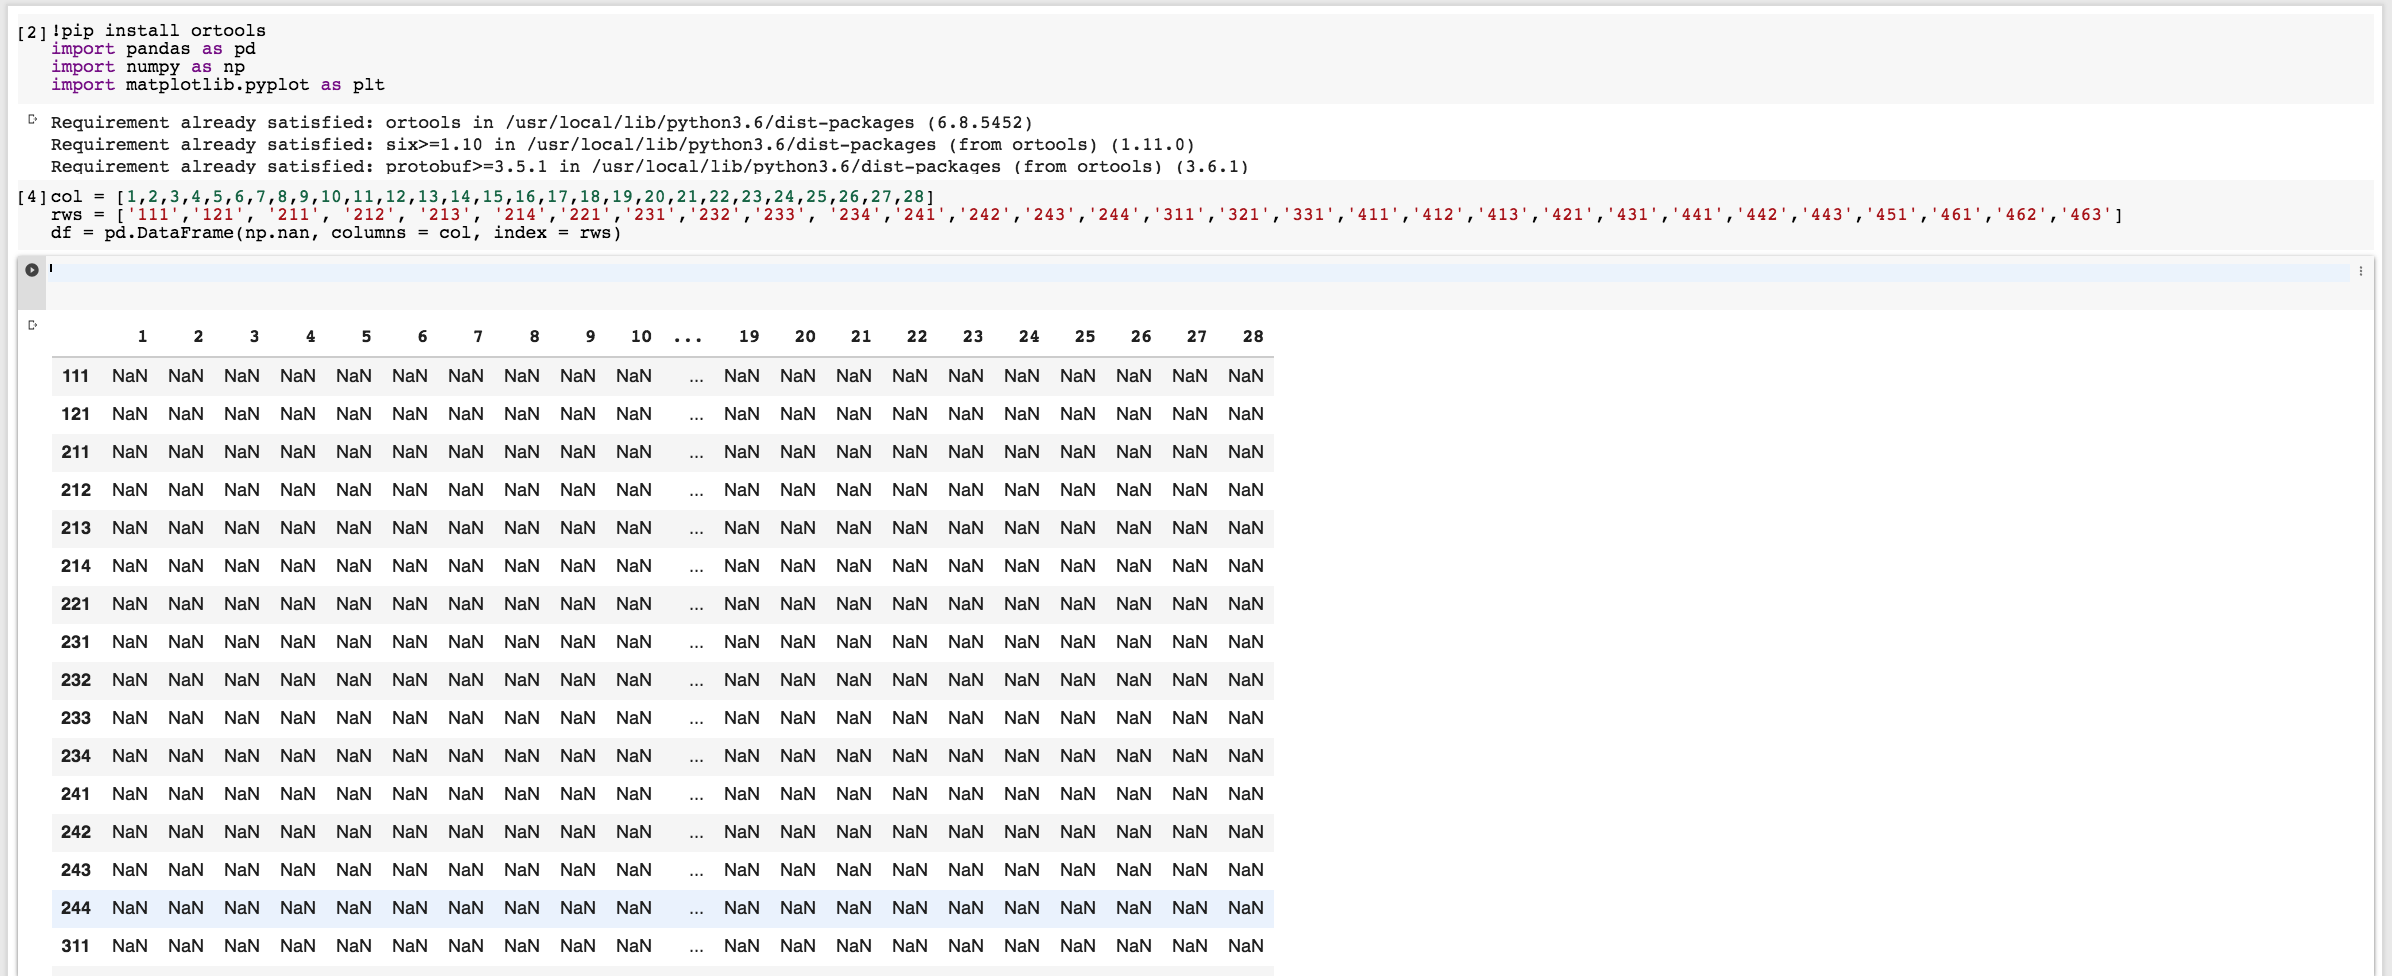 [2] !pip install ortools
import pandas as pd
import numpy as np
import matplotlib.pyplot as plt
Requirement already satisfied: ortools in /usr/local/lib/python3.6/dist-packages (6.8.5452)
Requirement already satisfied: six>=1.10 in /usr/local/lib/python3.6/dist-packages (from ortools) (1.11.0)
Requirement already satisfied: protobuf>=3.5.1 in /usr/local/lib/python3.6/dist-packages (from ortools) (3.6.1)
[4] col = [1,2,3,4,5,6,7,8,9,10,11,12,13,14,15,16,17,18,19,20,21,22,23,24,25,26,27,28]
rws = ['111','121', '211', '212', '213', '214','221','231','232','233', '234','241','242','243','244','311','321','331','411','412','413','421','431','441','442','443','451','461','462','463']
df = pd.DataFrame(np.nan, columns = col, index = rws)
1 2 3 4 5 6 7 8 9 10 ... 19 20 21 22 23 24 25 26 27 28
111 NaN NaN NaN NaN NaN NaN NaN NaN NaN NaN ... NaN NaN NaN NaN NaN NaN NaN NaN NaN NaN
121 NaN NaN NaN NaN NaN NaN NaN NaN NaN NaN ... NaN NaN NaN NaN NaN NaN NaN NaN NaN NaN
211 NaN NaN NaN NaN NaN NaN NaN NaN NaN NaN ... NaN NaN NaN NaN NaN NaN NaN NaN NaN NaN
212 NaN NaN NaN NaN NaN NaN NaN NaN NaN NaN ... NaN NaN NaN NaN NaN NaN NaN NaN NaN NaN
213 NaN NaN NaN NaN NaN NaN NaN NaN NaN NaN ... NaN NaN NaN NaN NaN NaN NaN NaN NaN NaN
214 NaN NaN NaN NaN NaN NaN NaN NaN NaN NaN ... NaN NaN NaN NaN NaN NaN NaN NaN NaN NaN
221 NaN NaN NaN NaN NaN NaN NaN NaN NaN NaN ... NaN NaN NaN NaN NaN NaN NaN NaN NaN NaN
231 NaN NaN NaN NaN NaN NaN NaN NaN NaN NaN ... NaN NaN NaN NaN NaN NaN NaN NaN NaN NaN
232 NaN NaN NaN NaN NaN NaN NaN NaN NaN NaN ... NaN NaN NaN NaN NaN NaN NaN NaN NaN NaN
233 NaN NaN NaN NaN NaN NaN NaN NaN NaN NaN ... NaN NaN NaN NaN NaN NaN NaN NaN NaN NaN
234 NaN NaN NaN NaN NaN NaN NaN NaN NaN NaN ... NaN NaN NaN NaN NaN NaN NaN NaN NaN NaN
241 NaN NaN NaN NaN NaN NaN NaN NaN NaN NaN ... NaN NaN NaN NaN NaN NaN NaN NaN NaN NaN
242 NaN NaN NaN NaN NaN NaN NaN NaN NaN NaN ... NaN NaN NaN NaN NaN NaN NaN NaN NaN NaN
243 NaN NaN NaN NaN NaN NaN NaN NaN NaN NaN ... NaN NaN NaN NaN NaN NaN NaN NaN NaN NaN
244 NaN NaN NaN NaN NaN NaN NaN NaN NaN NaN ... NaN NaN NaN NaN NaN NaN NaN NaN NaN NaN
311 NaN NaN NaN NaN NaN NaN NaN NaN NaN NaN ... NaN NaN NaN NaN NaN NaN NaN NaN NaN NaN